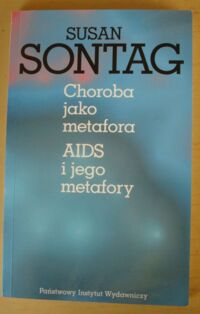 SUSAN
SONTAG
Choroba
jako
metafora
AIDS
i jego
metafory
Państwowy Instytut Wydawniczy